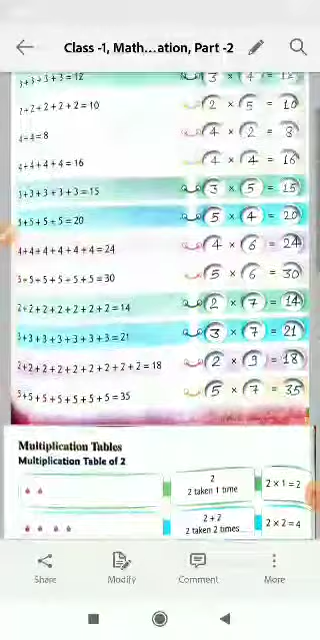 Class -1, Math...ation, Part -2
3+3+3+3=12 3 × 4 = 12
2+2+2+2+2=10 2 × 5 = 10
4+4=8 4 × 2 = 8
4+4+4+4=16 4 × 4 = 16
3+3+3+3+3=15 3 × 5 = 15
5+5+5+5=20 5 × 4 = 20
4+4+4+4+4+4=24 4 × 6 = 24
5+5+5+5+5+5=30 5 × 6 = 30
2+2+2+2+2+2+2=14 2 × 7 = 14
3+3+3+3+3+3+3=21 3 × 7 = 21
2+2+2+2+2+2+2+2+2=18 2 × 9 = 18
5+5+5+5+5+5+5=35 5 × 7 = 35
Multiplication Tables
Multiplication Table of 2
2
2 taken 1 time 2 × 1 = 2
2+2
2 taken 2 times 2 × 2 = 4
Share Modify Comment More